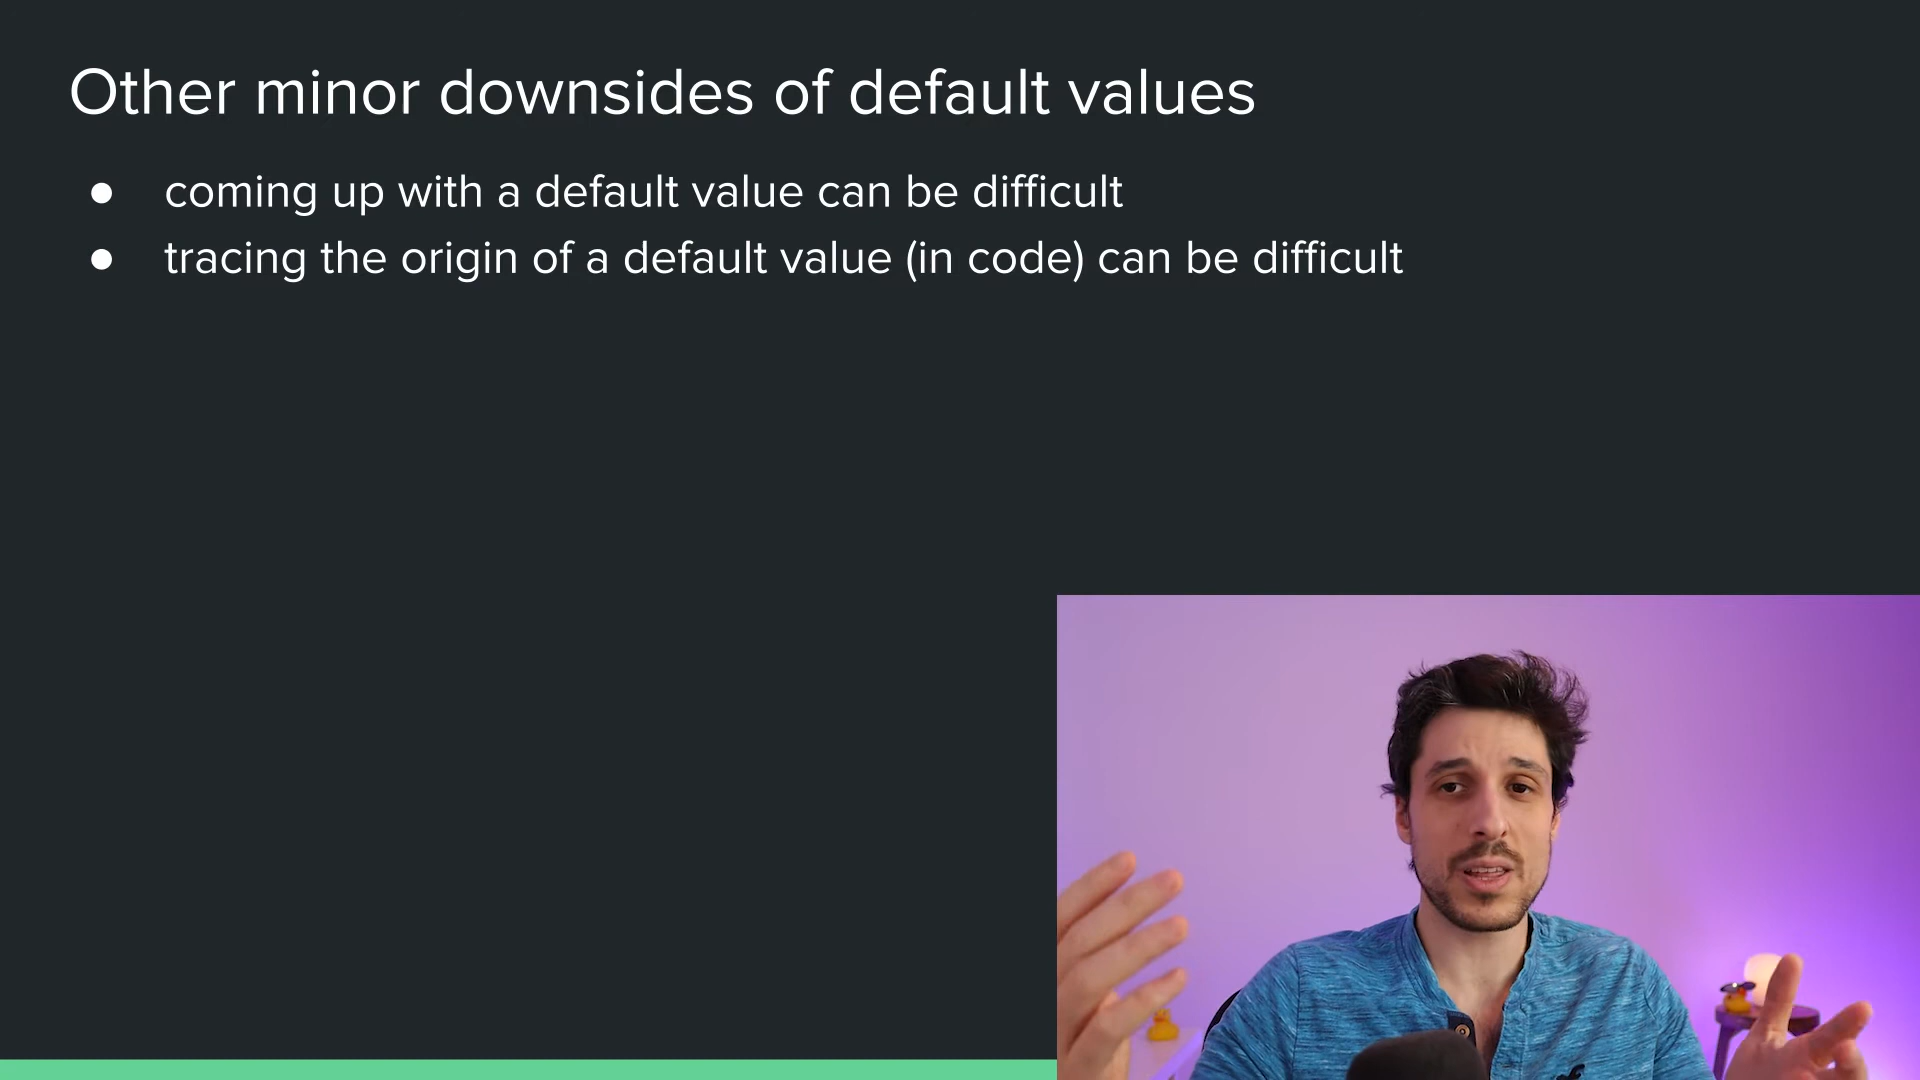 Other minor downsides of default values
● coming up with a default value can be difficult
● tracing the origin of a default value (in code) can be difficult